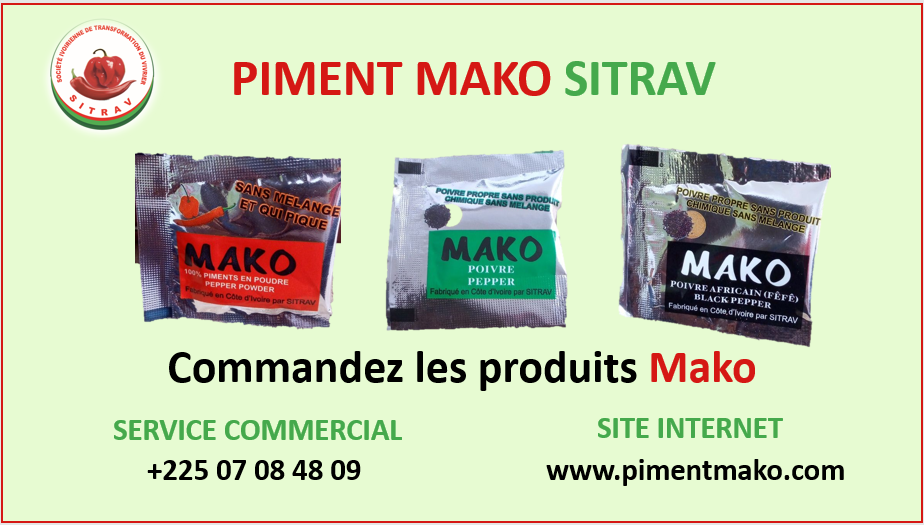 SOCIÉTÉ IVOIRIENNE DE TRANSFORMATION DU VIVRIER
SITRAV
PIMENT MAKO SITRAV
SANS MELANGE
ET QUI PIQUE
MAKO
100% PIMENTS EN POUDRE
PEPPER POWDER
Fabriqué en Côte d'Ivoire par SITRAV
POIVRE PROPRE SANS PRODUIT
CHIMIQUE SANS MELANGE
MAKO
POIVRE
PEPPER
Fabriqué en Côte d'Ivoire par SITRAV
POIVRE PROPRE SANS PRODUIT
CHIMIQUE SANS MELANGE
MAKO
POIVRE AFRICAIN (FÊFÊ)
BLACK PEPPER
Fabriqué en Côte d'Ivoire par SITRAV
Commandez les produits Mako
SERVICE COMMERCIAL
+225 07 08 48 09
SITE INTERNET
www.pimentmako.com